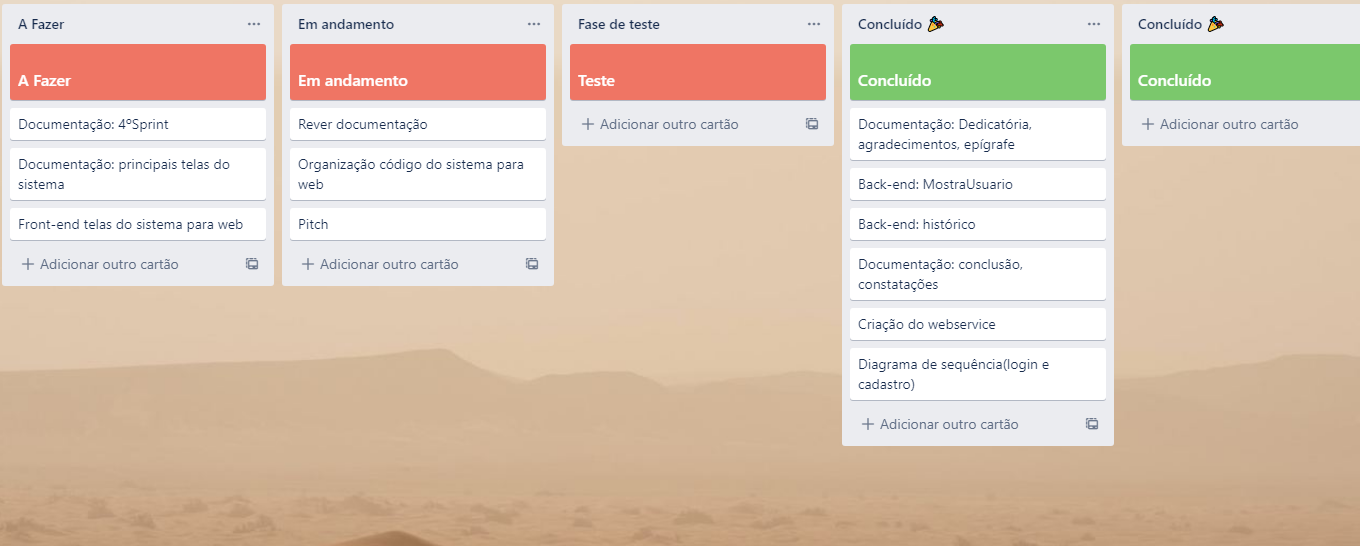 A Fazer
A Fazer
Documentação: 4ºSprint
Documentação: principais telas do
sistema
Front-end telas do sistema para web
Adicionar outro cartão
Em andamento
Em andamento
Rever documentação
Organização código do sistema para
web
Pitch
Adicionar outro cartão
Fase de teste
Teste
Adicionar outro cartão
Concluído 🎉
Concluído
Documentação: Dedicatória,
agradecimentos, epígrafe
Back-end: MostraUsuario
Back-end: histórico
Documentação: conclusão,
constatações
Criação do webservice
Diagrama de sequência(login e
cadastro)
Adicionar outro cartão
Concluído 🎉
Concluído
Adicionar outro cartão